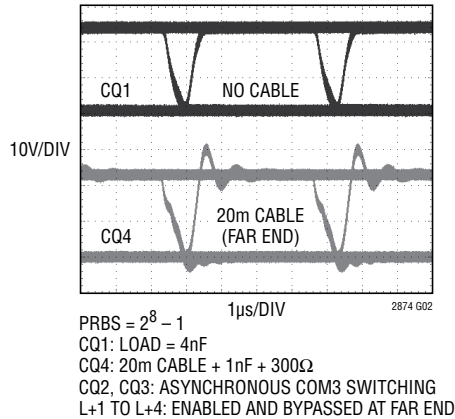 CQ1 NO CABLE
10V/DIV
20m CABLE
(FAR END)
CQ4
1µs/DIV
2874 G02
PRBS = 2⁸ – 1
CQ1: LOAD = 4nF
CQ4: 20m CABLE + 1nF + 300Ω
CQ2, CQ3: ASYNCHRONOUS COM3 SWITCHING
L+1 TO L+4: ENABLED AND BYPASSED AT FAR END